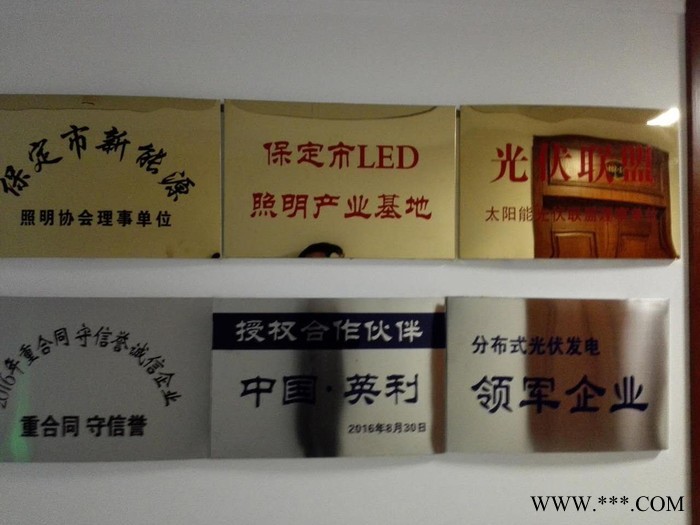 保定市新能源
照明协会理事单位
保定市LED
照明产业基地
光伏联盟
太阳能光伏联盟
2016年重合同守信誉诚信企业
重合同 守信誉
授权合作伙伴
中国·英利
2016年8月30日
分布式光伏发电
领军企业
WWW.***.COM